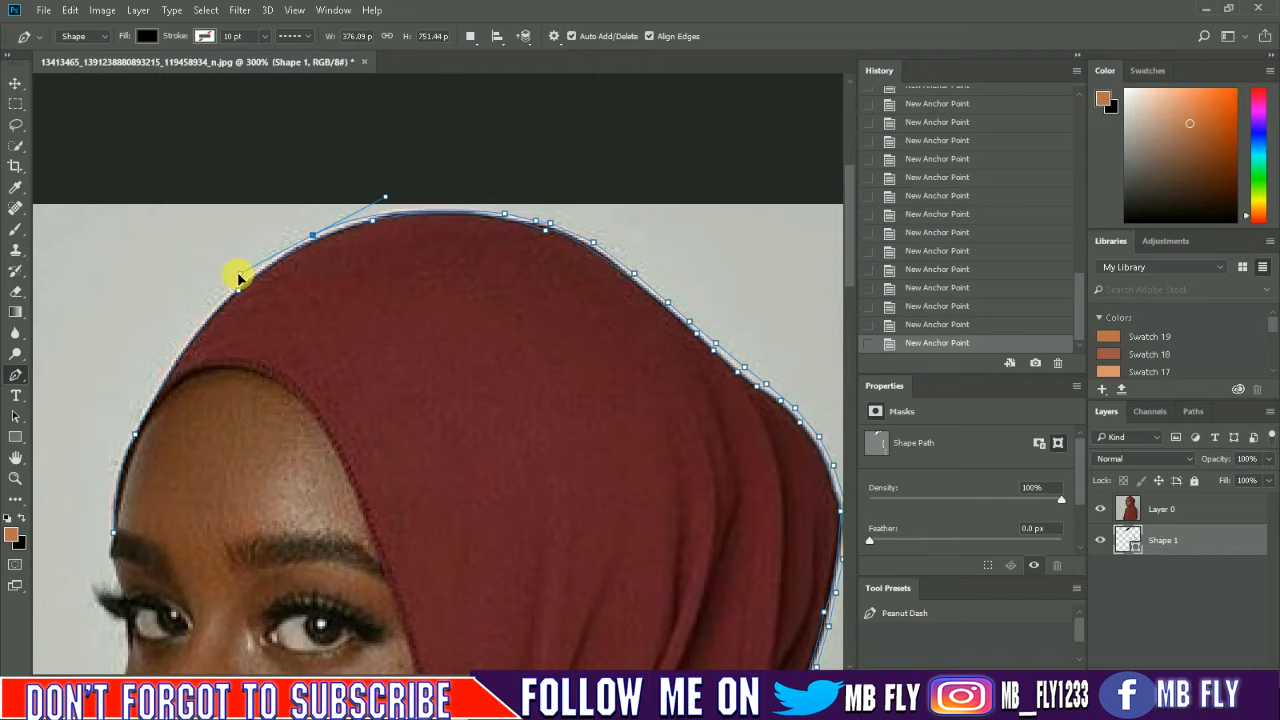 Ps File Edit Image Layer Type Select Filter 3D View Window Help
Shape Fill: Stroke: 10 pt W: 376.09 p H: 751.44 p Auto Add/Delete Align Edges
13413465_1391238880893215_119458934_n.jpg @ 300% (Shape 1, RGB/8#) * ×
History
New Anchor Point
New Anchor Point
New Anchor Point
New Anchor Point
New Anchor Point
New Anchor Point
New Anchor Point
New Anchor Point
New Anchor Point
New Anchor Point
New Anchor Point
New Anchor Point
New Anchor Point
New Anchor Point
Properties
Masks
Shape Path
Density: 100%
Feather: 0.0 px
Tool Presets
Peanut Dash
Color Swatches
Libraries Adjustments
My Library
Search Adobe Stock
Colors
Swatch 19
Swatch 18
Swatch 17
Layers Channels Paths
Kind
Normal Opacity: 100%
Lock: Fill: 100%
Layer 0
Shape 1
DON'T FORGOT TO SUBSCRIBE
FOLLOW ME ON MB FLY MB_FLY1233 MB FLY